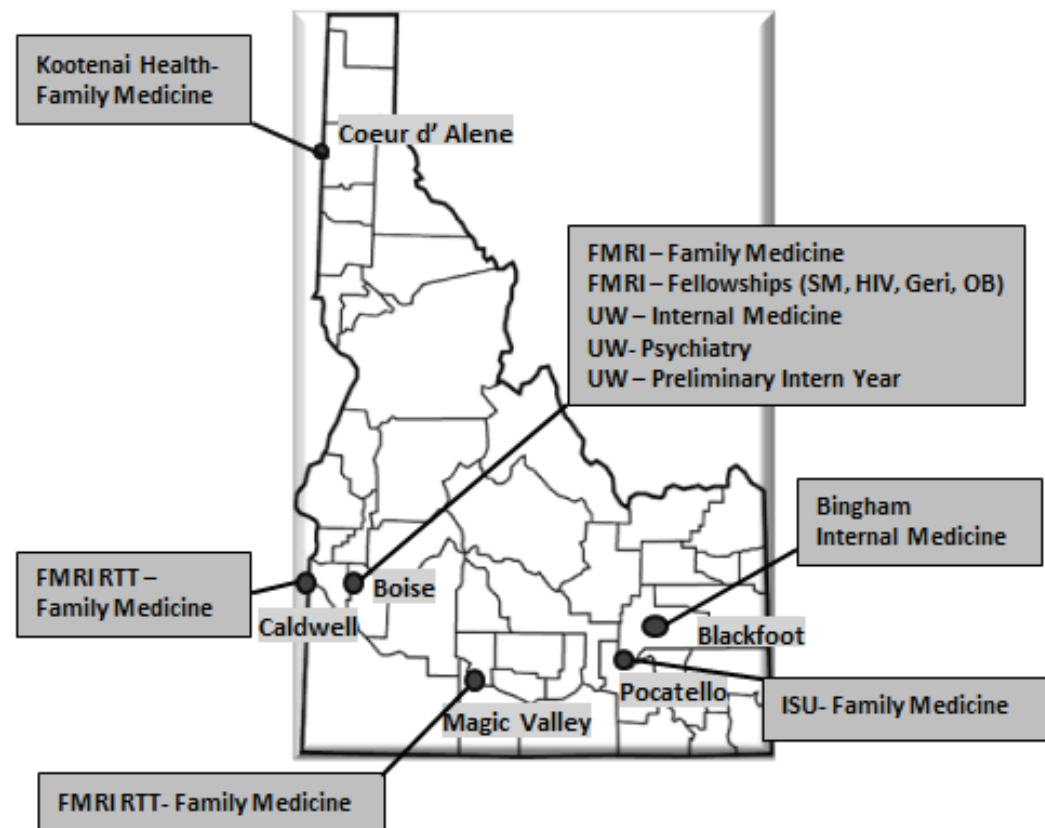 Kootenai Health-
Family Medicine
Coeur d' Alene
FMRI – Family Medicine
FMRI – Fellowships (SM, HIV, Geri, OB)
UW – Internal Medicine
UW- Psychiatry
UW – Preliminary Intern Year
Bingham
Internal Medicine
FMRI RTT –
Family Medicine
Boise
Caldwell
Blackfoot
Pocatello
ISU- Family Medicine
Magic Valley
FMRI RTT- Family Medicine